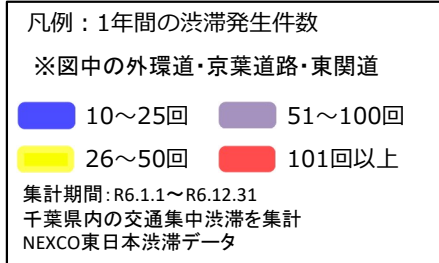 凡例：1年間の渋滞発生件数
※図中の外環道・京葉道路・東関道
10～25回 51～100回
26～50回 101回以上
集計期間：R6.1.1～R6.12.31
千葉県内の交通集中渋滞を集計
NEXCO東日本渋滞データ